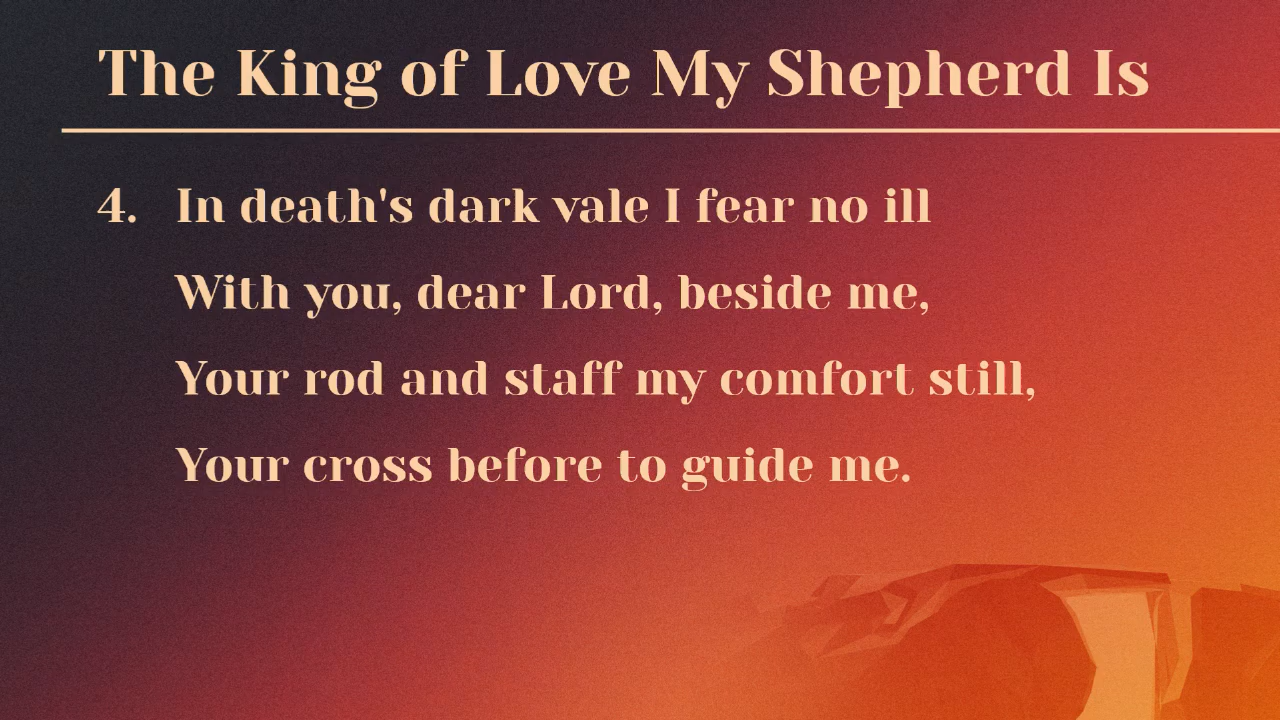 The King of Love My Shepherd Is
4. In death's dark vale I fear no ill
With you, dear Lord, beside me,
Your rod and staff my comfort still,
Your cross before to guide me.